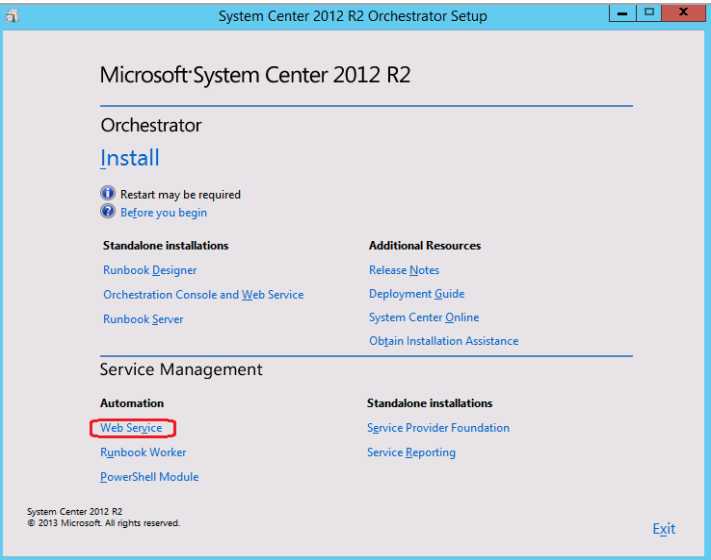 System Center 2012 R2 Orchestrator Setup
Microsoft System Center 2012 R2
Orchestrator
Install
Restart may be required
Before you begin
Standalone installations
Runbook Designer
Orchestration Console and Web Service
Runbook Server
Additional Resources
Release Notes
Deployment Guide
System Center Online
Obtain Installation Assistance
Service Management
Automation
Web Service
Runbook Worker
PowerShell Module
Standalone installations
Service Provider Foundation
Service Reporting
System Center 2012 R2
© 2013 Microsoft. All rights reserved.
Exit